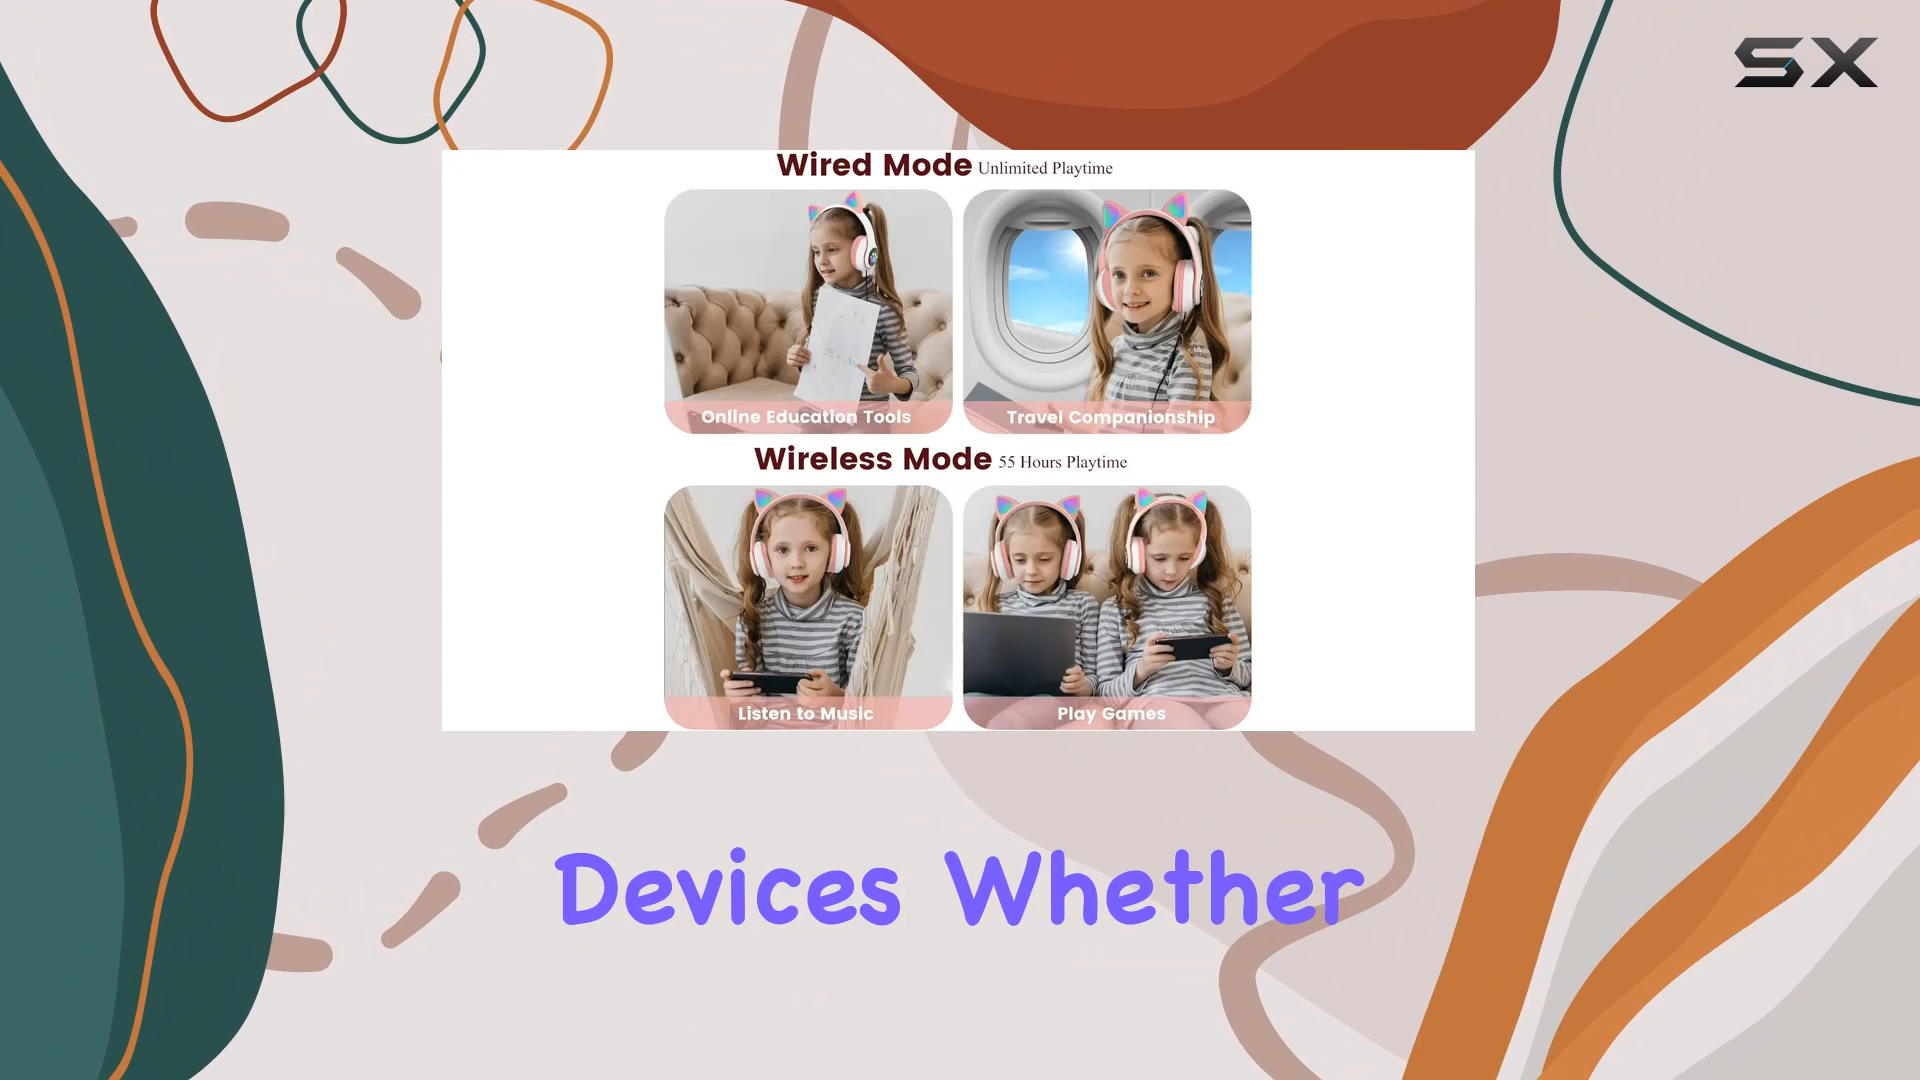 SX
Wired Mode Unlimited Playtime
Online Education Tools
Travel Companionship
Wireless Mode 55 Hours Playtime
Listen to Music
Play Games
Devices Whether